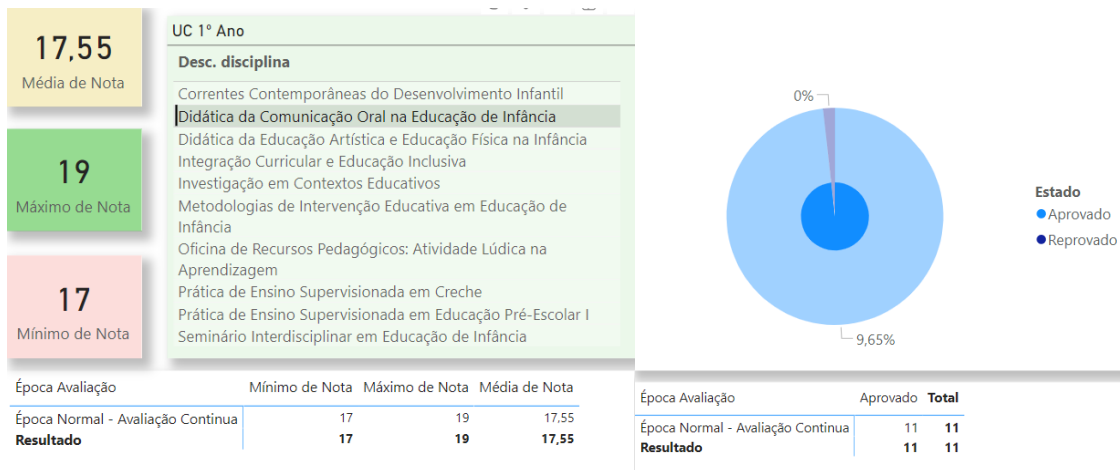 17,55
Média de Nota
19
Máximo de Nota
17
Mínimo de Nota
UC 1º Ano
Desc. disciplina
Correntes Contemporâneas do Desenvolvimento Infantil
Didática da Comunicação Oral na Educação de Infância
Didática da Educação Artística e Educação Física na Infância
Integração Curricular e Educação Inclusiva
Investigação em Contextos Educativos
Metodologias de Intervenção Educativa em Educação de
Infância
Oficina de Recursos Pedagógicos: Atividade Lúdica na
Aprendizagem
Prática de Ensino Supervisionada em Creche
Prática de Ensino Supervisionada em Educação Pré-Escolar I
Seminário Interdisciplinar em Educação de Infância
0%
9,65%
Estado
Aprovado
Reprovado
Época Avaliação Mínimo de Nota Máximo de Nota Média de Nota
Época Normal - Avaliação Continua 17 19 17,55
Resultado 17 19 17,55
Época Avaliação Aprovado Total
Época Normal - Avaliação Continua 11 11
Resultado 11 11